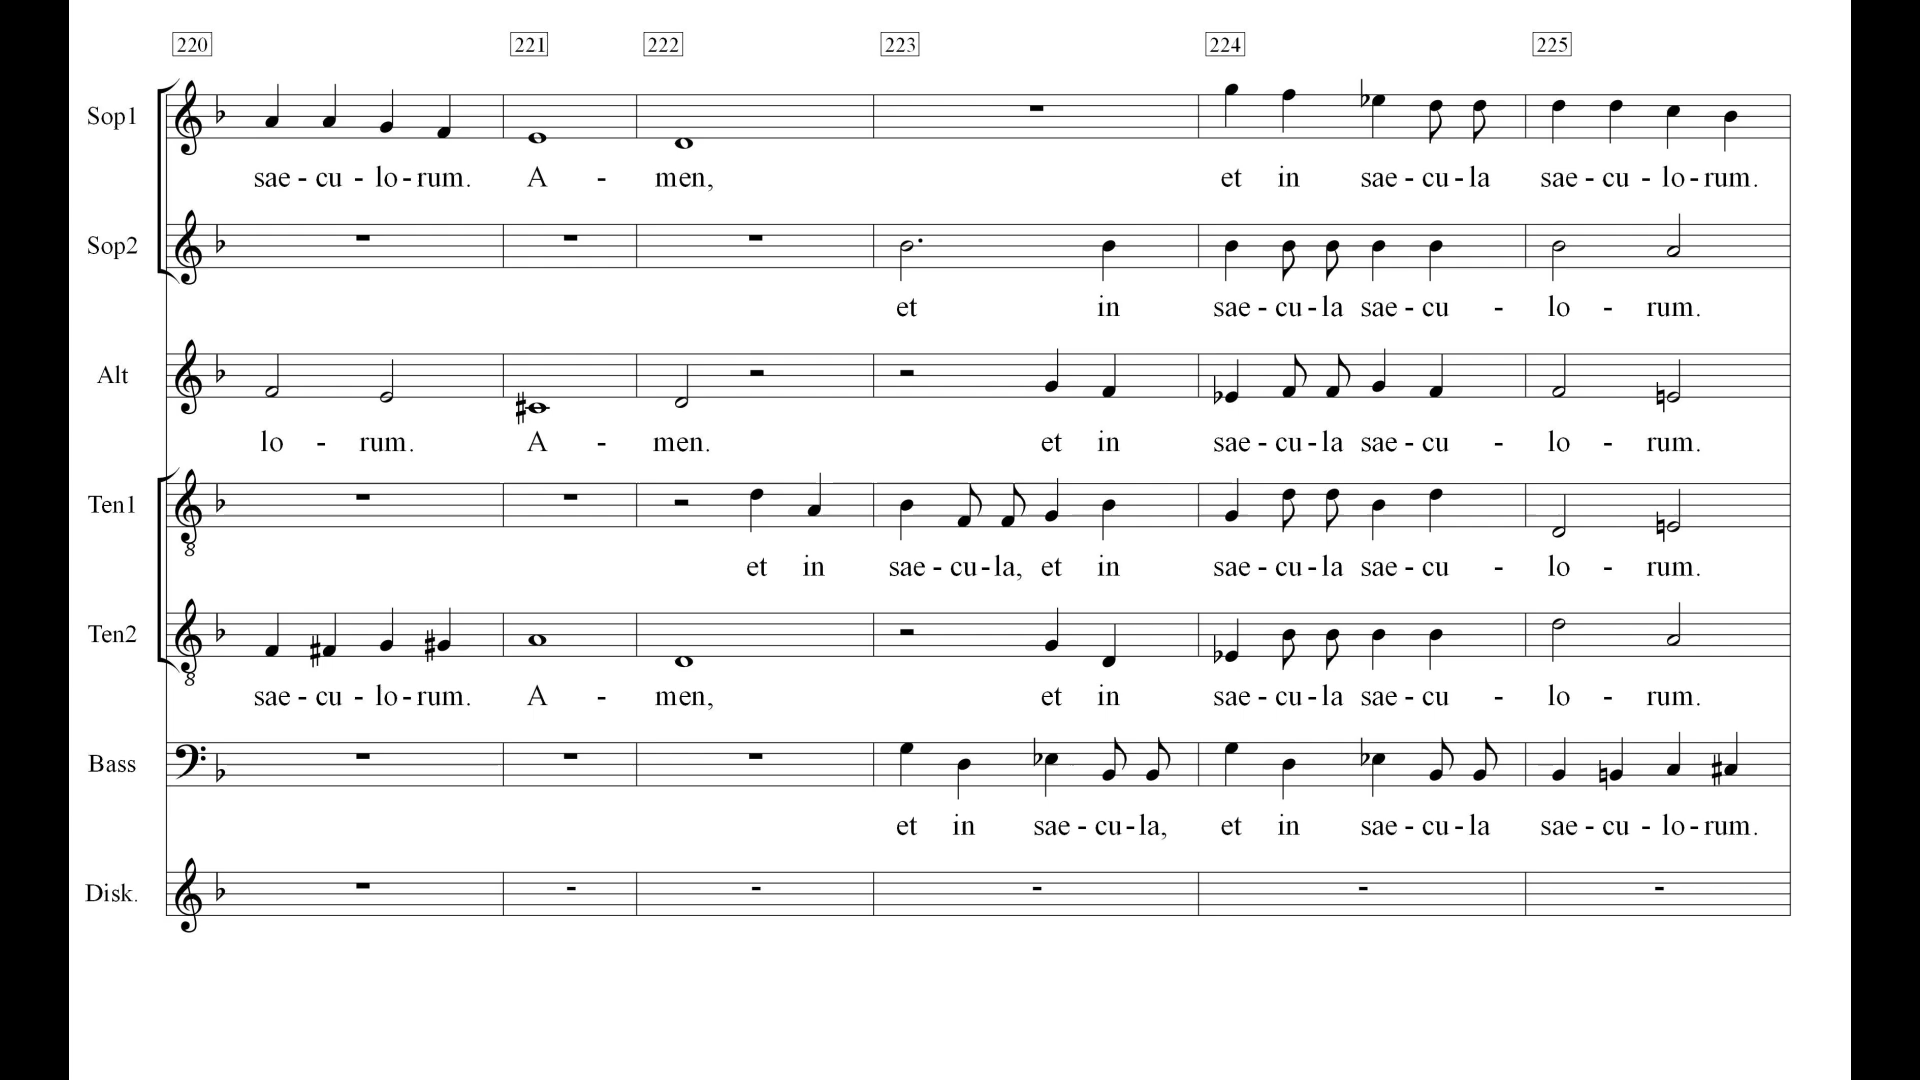 220 221 222 223 224 225
Sop1
sae - cu - lo - rum. A - men, et in sae - cu - la sae - cu - lo - rum.
Sop2
et in sae - cu - la sae - cu - lo - rum.
Alt
lo - rum. A - men. et in sae - cu - la sae - cu - lo - rum.
Ten1
8
et in sae - cu - la, et in sae - cu - la sae - cu - lo - rum.
Ten2
8
sae - cu - lo - rum. A - men, et in sae - cu - la sae - cu - lo - rum.
Bass
et in sae - cu - la, et in sae - cu - la sae - cu - lo - rum.
Disk.